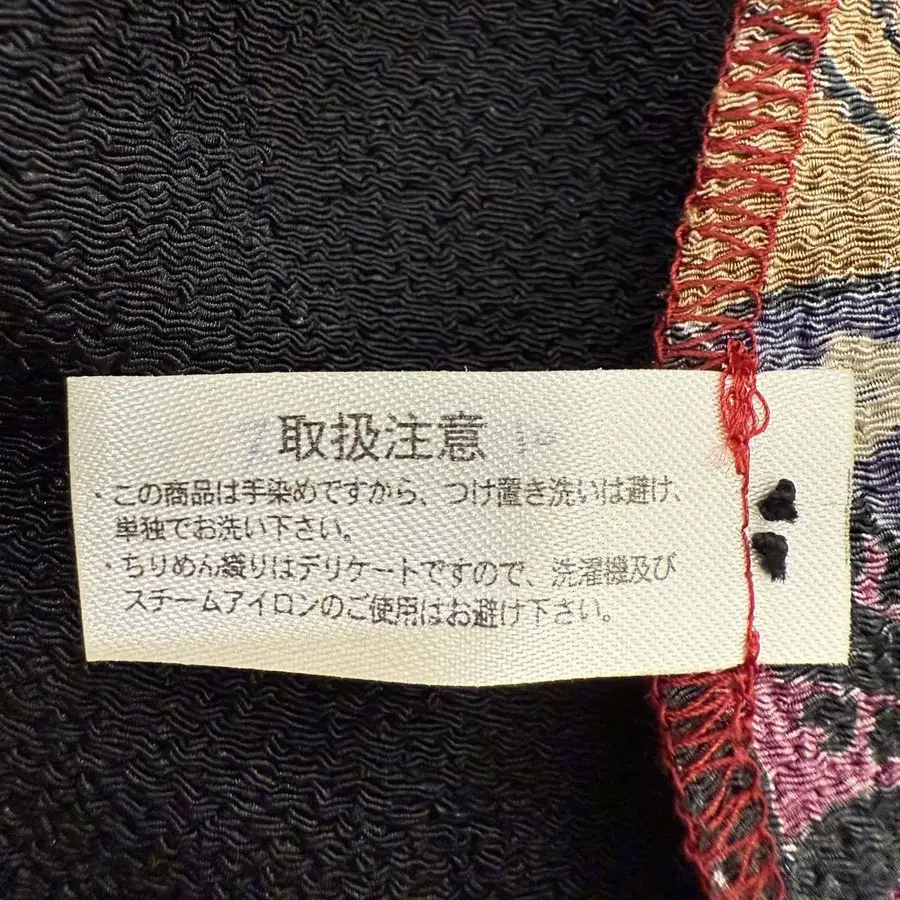 取扱注意
・この商品は手染めですから、つけ置き洗いは避け、
単独でお洗い下さい。
・ちりめん織りはデリケートですので、洗濯機及び
スチームアイロンのご使用はお避け下さい。